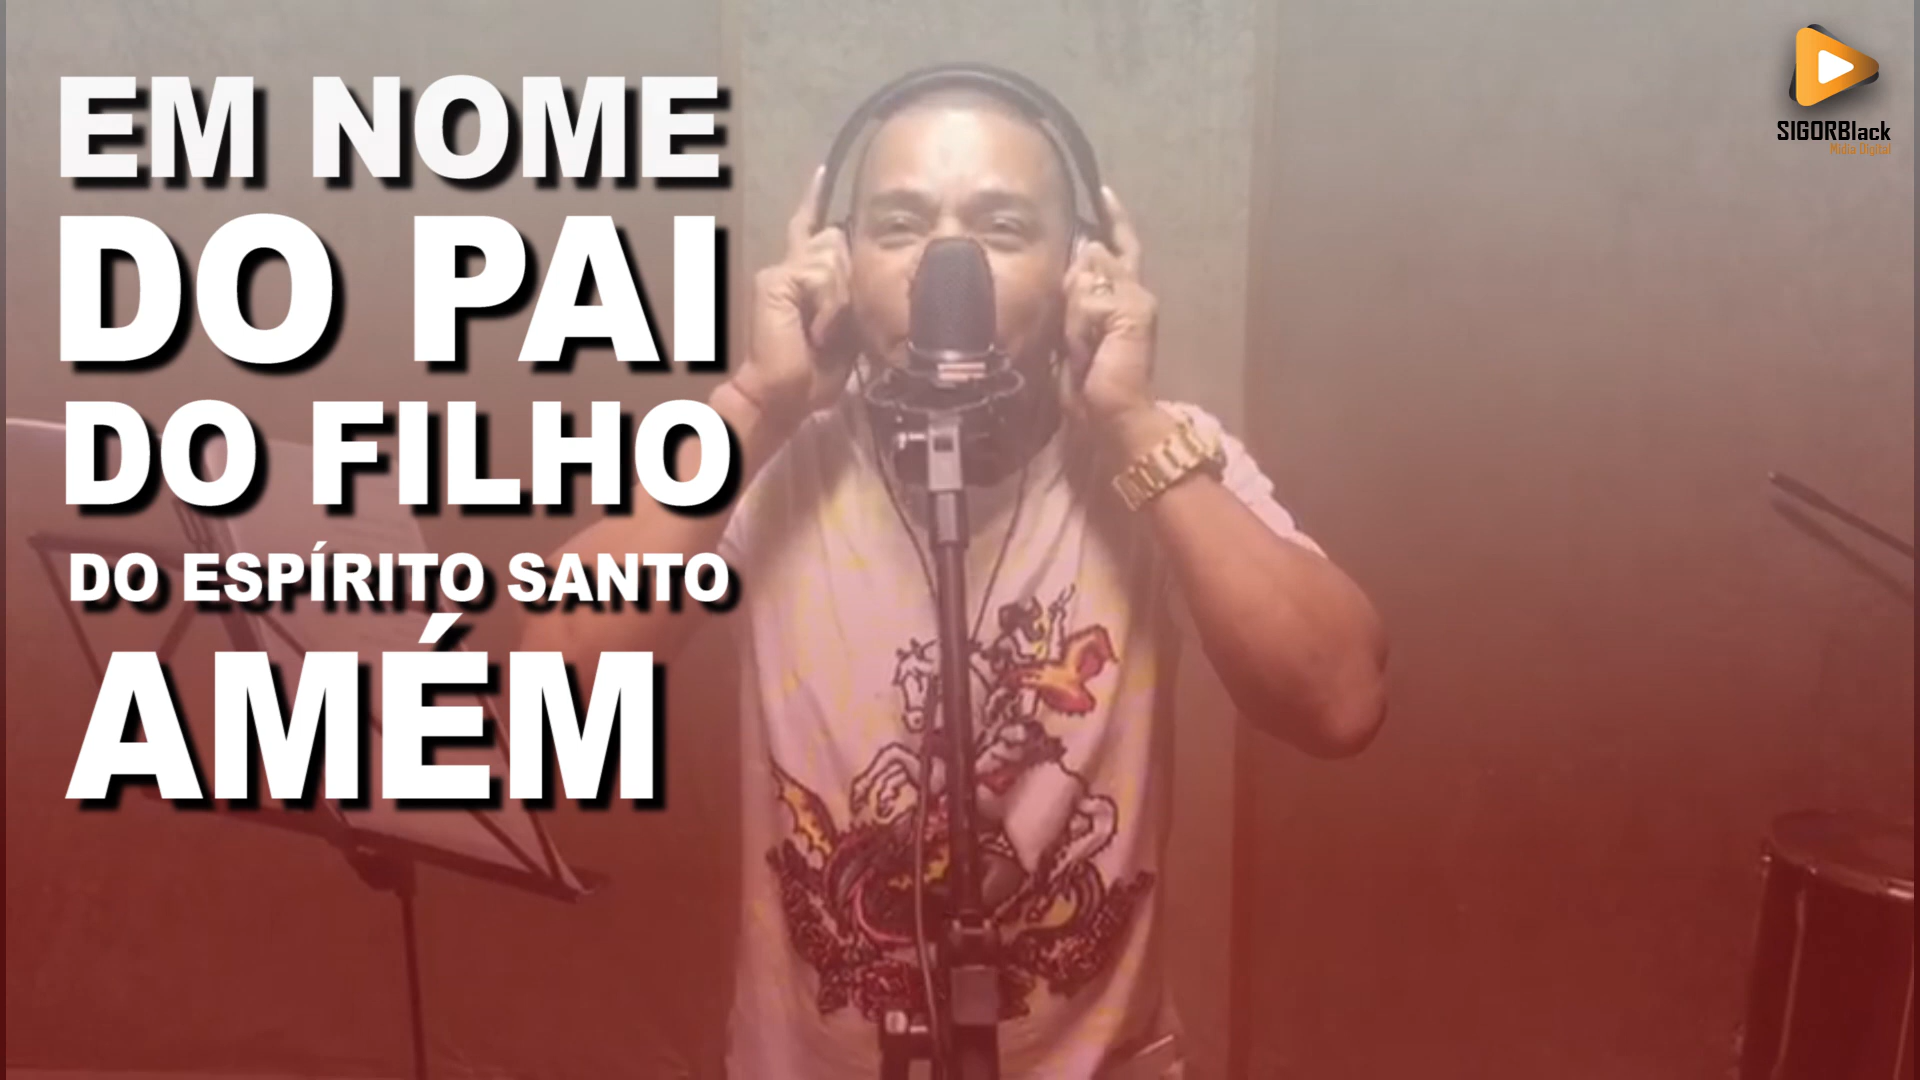 EM NOME
DO PAI
DO FILHO
DO ESPÍRITO SANTO
AMÉM
SIGORBlack
Mídia Digital